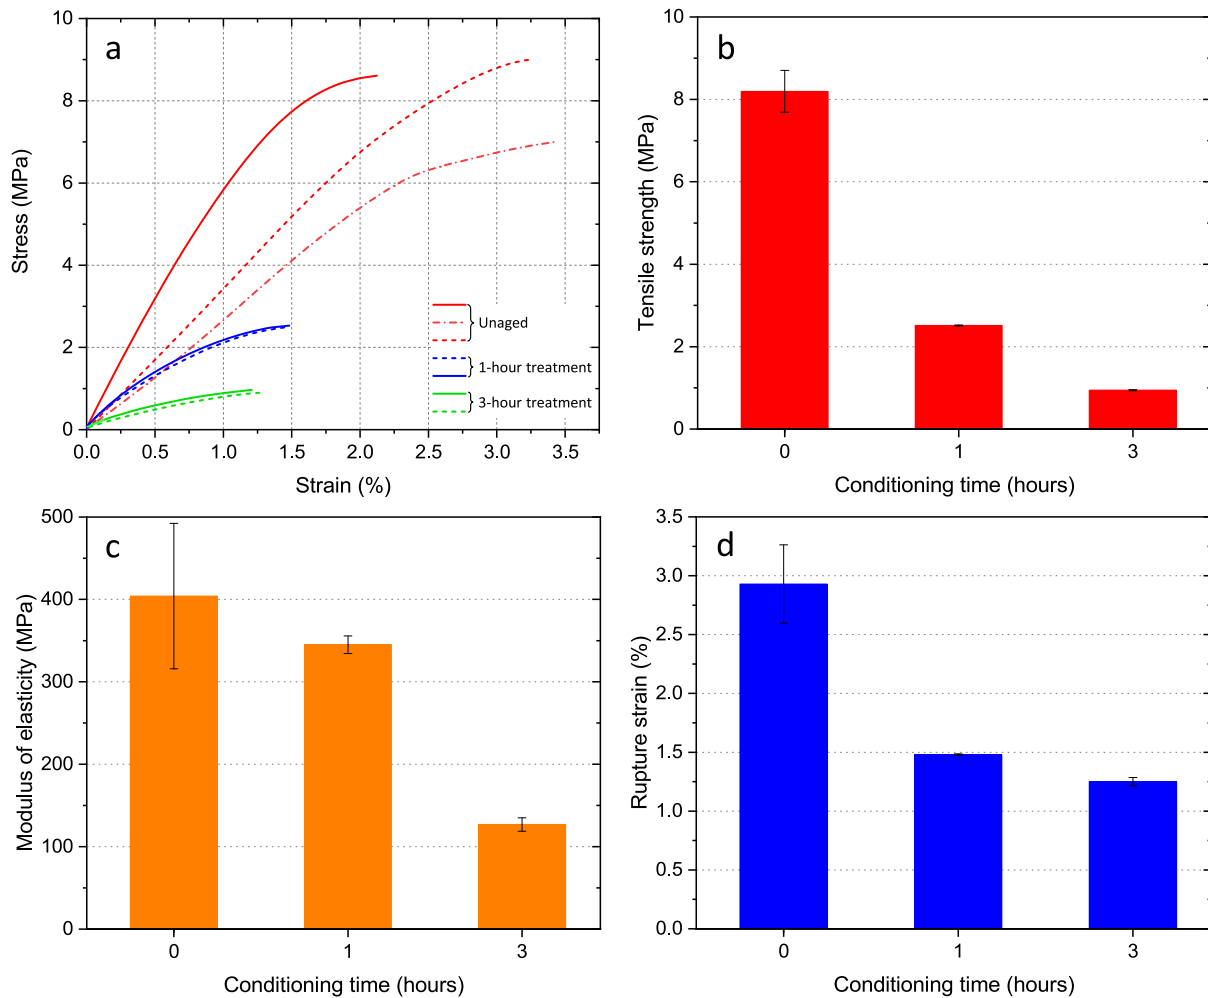 a
10
8
6
4
2
0
Stress (MPa)
0.0 0.5 1.0 1.5 2.0 2.5 3.0 3.5
Strain (%)
Unaged
1-hour treatment
3-hour treatment
b
10
8
6
4
2
0
Tensile strength (MPa)
0 1 3
Conditioning time (hours)
c
500
400
300
200
100
0
Modulus of elasticity (MPa)
0 1 3
Conditioning time (hours)
d
3.5
3.0
2.5
2.0
1.5
1.0
0.5
0.0
Rupture strain (%)
0 1 3
Conditioning time (hours)